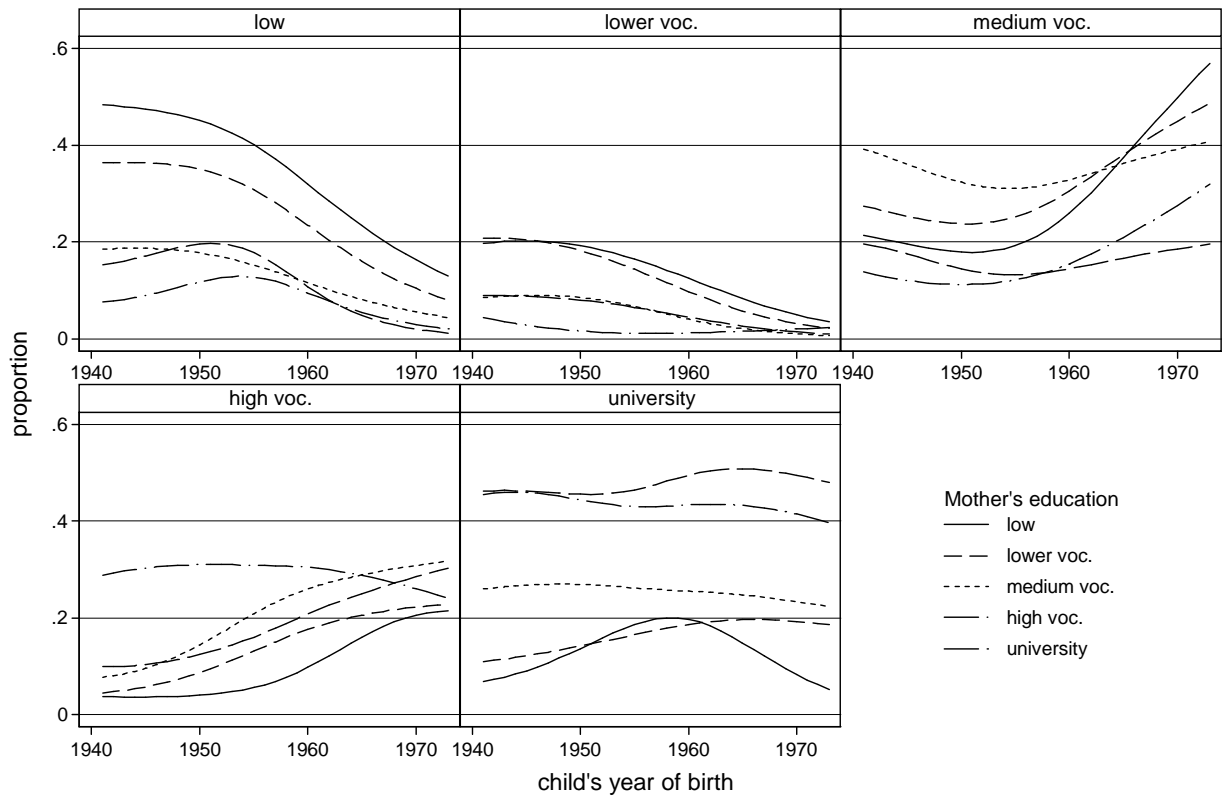 low lower voc. medium voc.
.6
.4
.2
0
1940 1950 1960 1970 1940 1950 1960 1970 1940 1950 1960 1970
high voc. university
.6
.4
.2
0
1940 1950 1960 1970 1940 1950 1960 1970
proportion
child's year of birth
Mother's education
low
lower voc.
medium voc.
high voc.
university